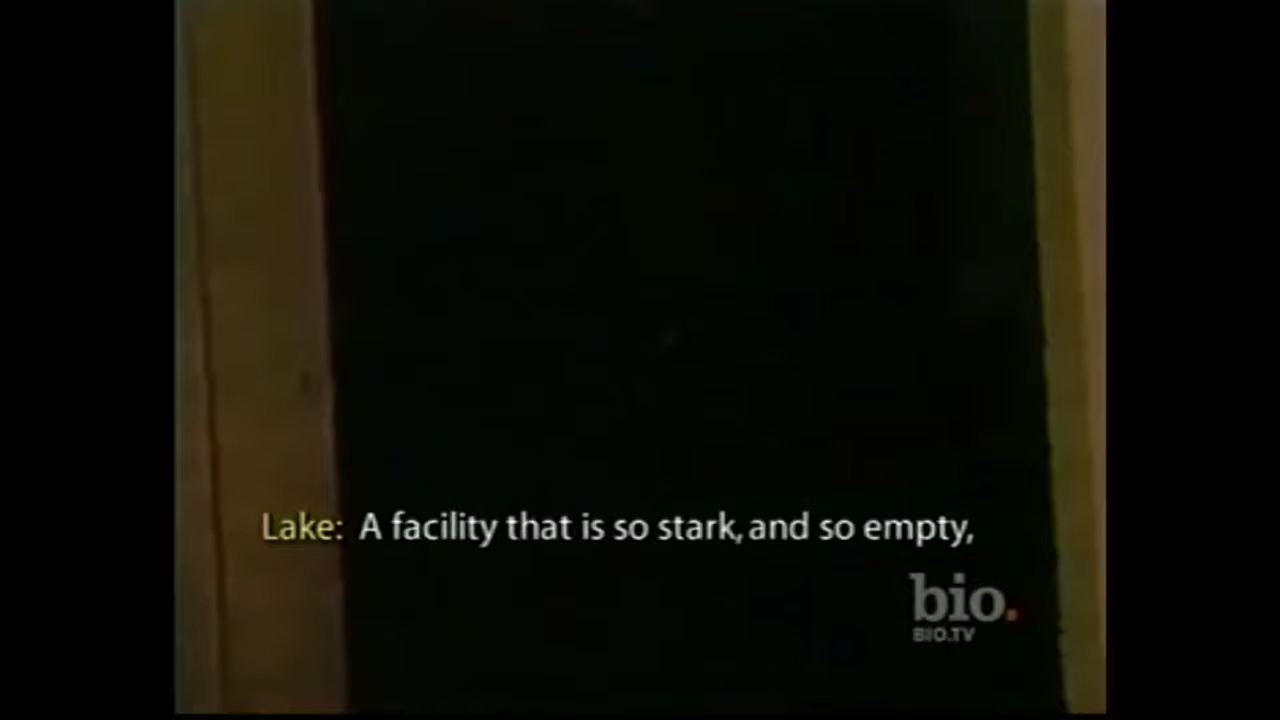 Lake: A facility that is so stark, and so empty,
bio.
BIO.TV